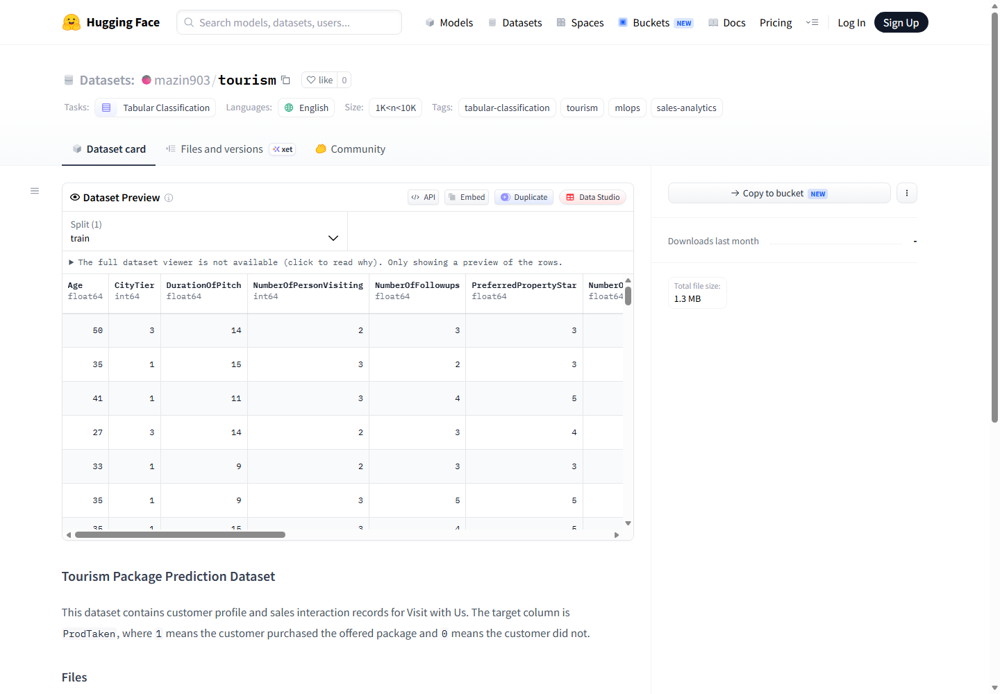 Hugging Face
Search models, datasets, users...
Models
Datasets
Spaces
Buckets NEW
Docs
Pricing
Log In
Sign Up
Datasets: mazin903/tourism
like 0
Tasks: Tabular Classification
Languages: English
Size: 1K<n<10K
Tags: tabular-classification tourism mlops sales-analytics
Dataset card
Files and versions xet
Community
Dataset Preview
API
Embed
Duplicate
Data Studio
Split (1)
train
The full dataset viewer is not available (click to read why). Only showing a preview of the rows.
Age CityTier DurationOfPitch NumberOfPersonVisiting NumberOfFollowups PreferredPropertyStar NumberO
float64 int64 float64 int64 float64 float64 float64
50 3 14 2 3 3
35 1 15 3 2 3
41 1 11 3 4 5
27 3 14 2 3 4
33 1 9 2 3 3
35 1 9 3 5 5
35 1 15 3 4 5
Copy to bucket NEW
Downloads last month -
Total file size:
1.3 MB
Tourism Package Prediction Dataset
This dataset contains customer profile and sales interaction records for Visit with Us. The target column is
ProdTaken, where 1 means the customer purchased the offered package and 0 means the customer did not.
Files